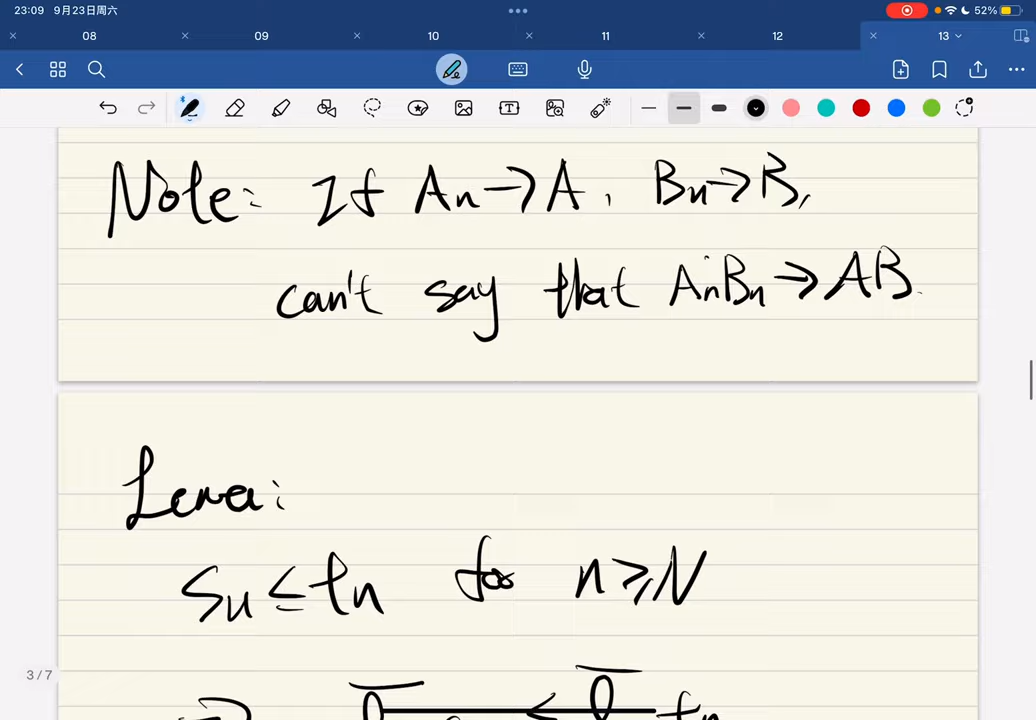 23:09 9月23日周六
52%
08 09 10 11 12 13
Note: If An→A, Bn→B,
can't say that AnBn→AB.
Lema:
Sn≤tn for n≥N
3/7